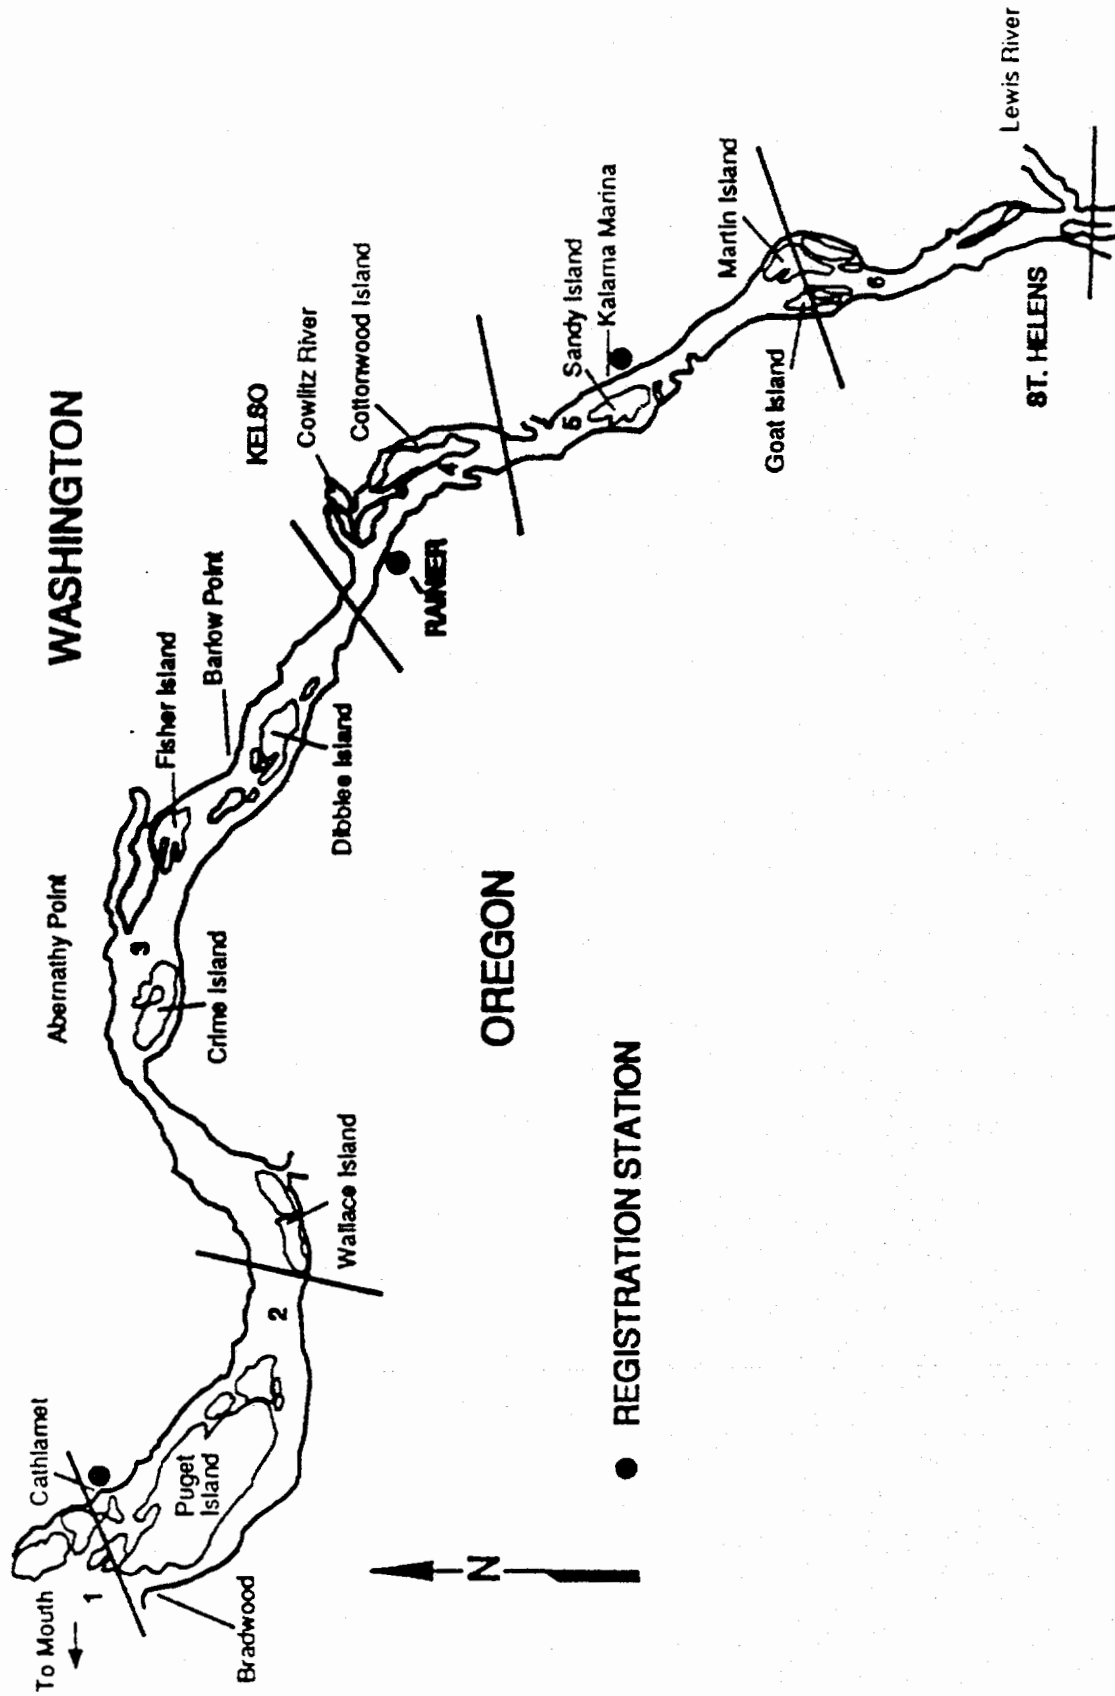 WASHINGTON
To Mouth
1
Cathlamet
Puget
Island
Bradwood
2
Wallace Island
Abernathy Point
3
Crime Island
Fisher Island
Barlow Point
Dibblee Island
KELSO
Cowlitz River
Cottonwood Island
RAINIER
4
5
Sandy Island
Kalama Marina
Martin Island
Goat Island
6
Lewis River
ST. HELENS
OREGON
N
REGISTRATION STATION